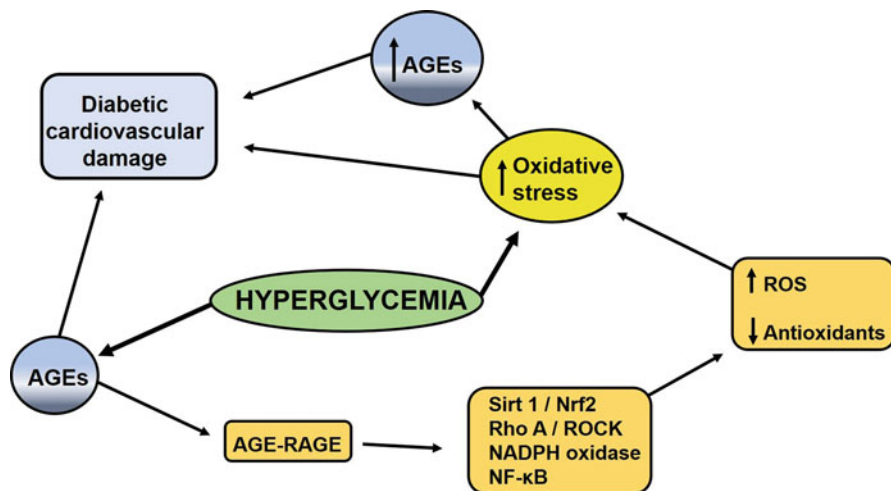 ↑ AGEs
Diabetic
cardiovascular
damage
↑ Oxidative
stress
HYPERGLYCEMIA
↑ ROS
↓ Antioxidants
AGEs
AGE-RAGE
Sirt 1 / Nrf2
Rho A / ROCK
NADPH oxidase
NF-κB